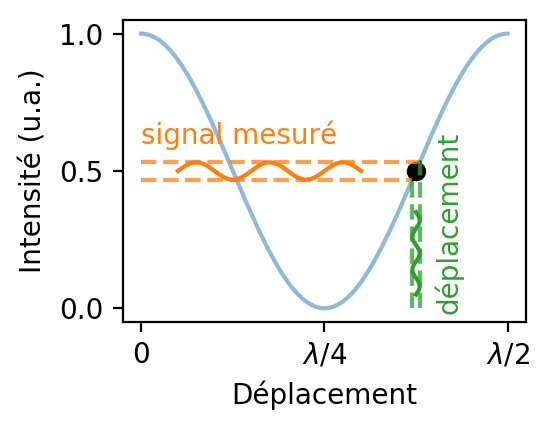 1.0
signal mesuré
0.5
0.0
Intensité (u.a.)
déplacement
0
λ/4
λ/2
Déplacement